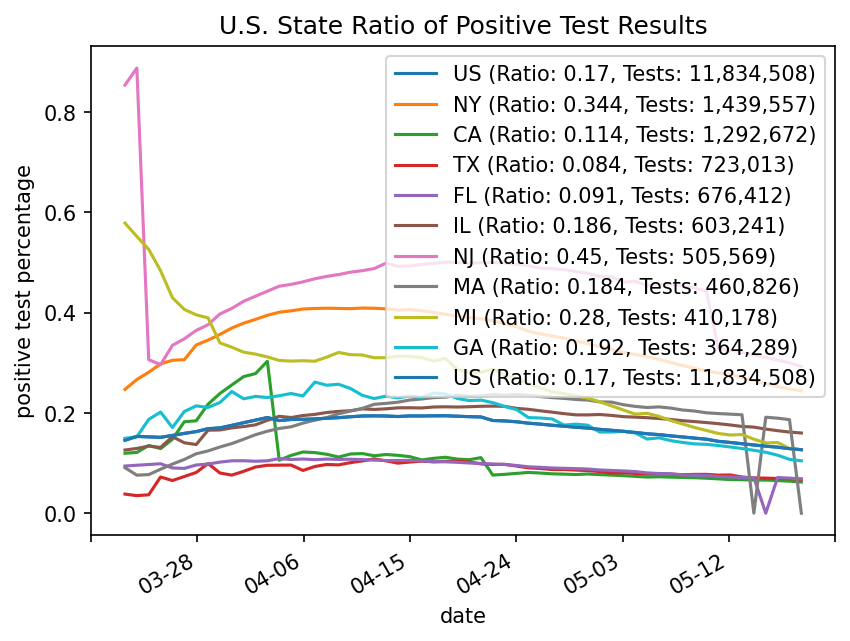 U.S. State Ratio of Positive Test Results
US (Ratio: 0.17, Tests: 11,834,508)
NY (Ratio: 0.344, Tests: 1,439,557)
CA (Ratio: 0.114, Tests: 1,292,672)
TX (Ratio: 0.084, Tests: 723,013)
FL (Ratio: 0.091, Tests: 676,412)
IL (Ratio: 0.186, Tests: 603,241)
NJ (Ratio: 0.45, Tests: 505,569)
MA (Ratio: 0.184, Tests: 460,826)
MI (Ratio: 0.28, Tests: 410,178)
GA (Ratio: 0.192, Tests: 364,289)
US (Ratio: 0.17, Tests: 11,834,508)
positive test percentage
0.8
0.6
0.4
0.2
0.0
03-28
04-06
04-15
04-24
05-03
05-12
date